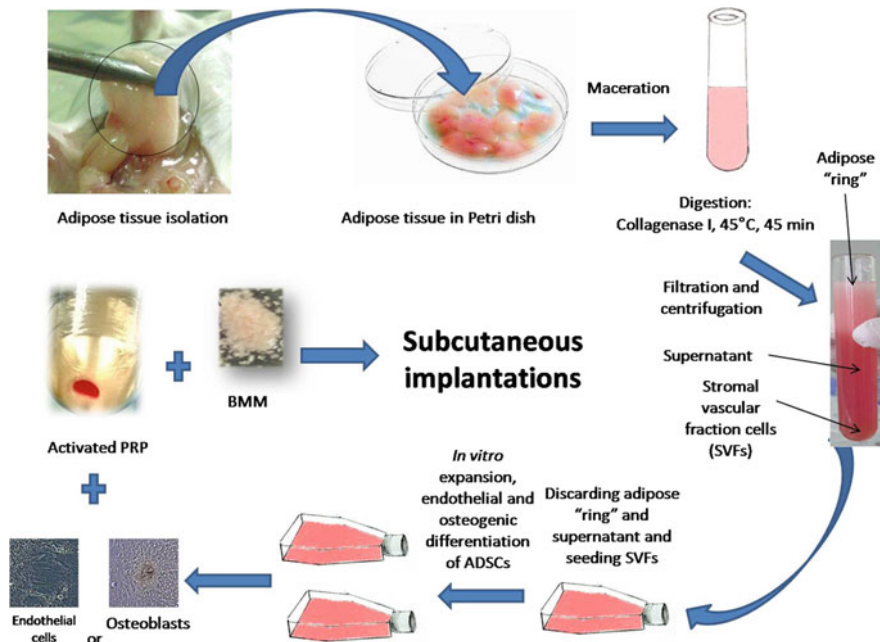 Adipose tissue isolation
Adipose tissue in Petri dish
Maceration
Digestion:
Collagenase I, 45°C, 45 min
Adipose
“ring”
Filtration and
centrifugation
Supernatant
Stromal
vascular
fraction cells
(SVFs)
Discarding adipose
“ring” and
supernatant and
seeding SVFs
In vitro
expansion,
endothelial and
osteogenic
differentiation
of ADSCs
Endothelial
cells
or
Osteoblasts
Activated PRP
BMM
Subcutaneous
implantations